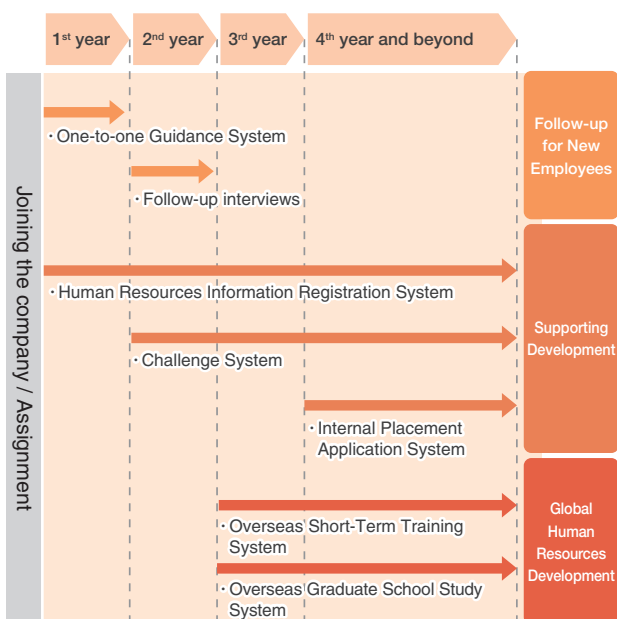 1st year
2nd year
3rd year
4th year and beyond
Joining the company / Assignment
・One-to-one Guidance System
・Follow-up interviews
Follow-up
for New
Employees
・Human Resources Information Registration System
・Challenge System
・Internal Placement
Application System
Supporting
Development
・Overseas Short-Term Training
System
・Overseas Graduate School Study
System
Global
Human
Resources
Development